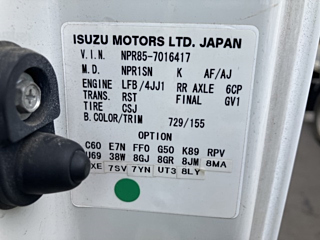 ISUZU MOTORS LTD. JAPAN
V.I.N. NPR85-7016417
M.D. NPR1SN K AF/AJ
ENGINE LFB/4JJ1 RR AXLE 6CP
TRANS. RST FINAL GV1
TIRE CSJ
B.COLOR/TRIM 729/155
OPTION
C60 E7N FF0 G50 K89 RPV
U69 38W 8GJ 8GR 8JM 8MA
XE 7SV 7YN UT3 8LY